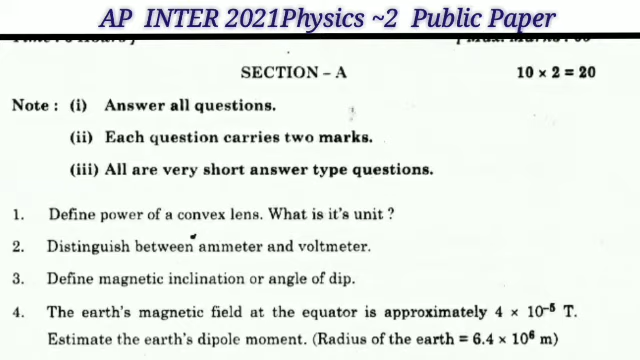 AP INTER 2021Physics ~2 Public Paper
SECTION – A 10 × 2 = 20
Note : (i) Answer all questions.
(ii) Each question carries two marks.
(iii) All are very short answer type questions.
1. Define power of a convex lens. What is it's unit ?
2. Distinguish between ammeter and voltmeter.
3. Define magnetic inclination or angle of dip.
4. The earth's magnetic field at the equator is approximately 4 × 10⁻⁵ T.
Estimate the earth's dipole moment. (Radius of the earth = 6.4 × 10⁶ m)